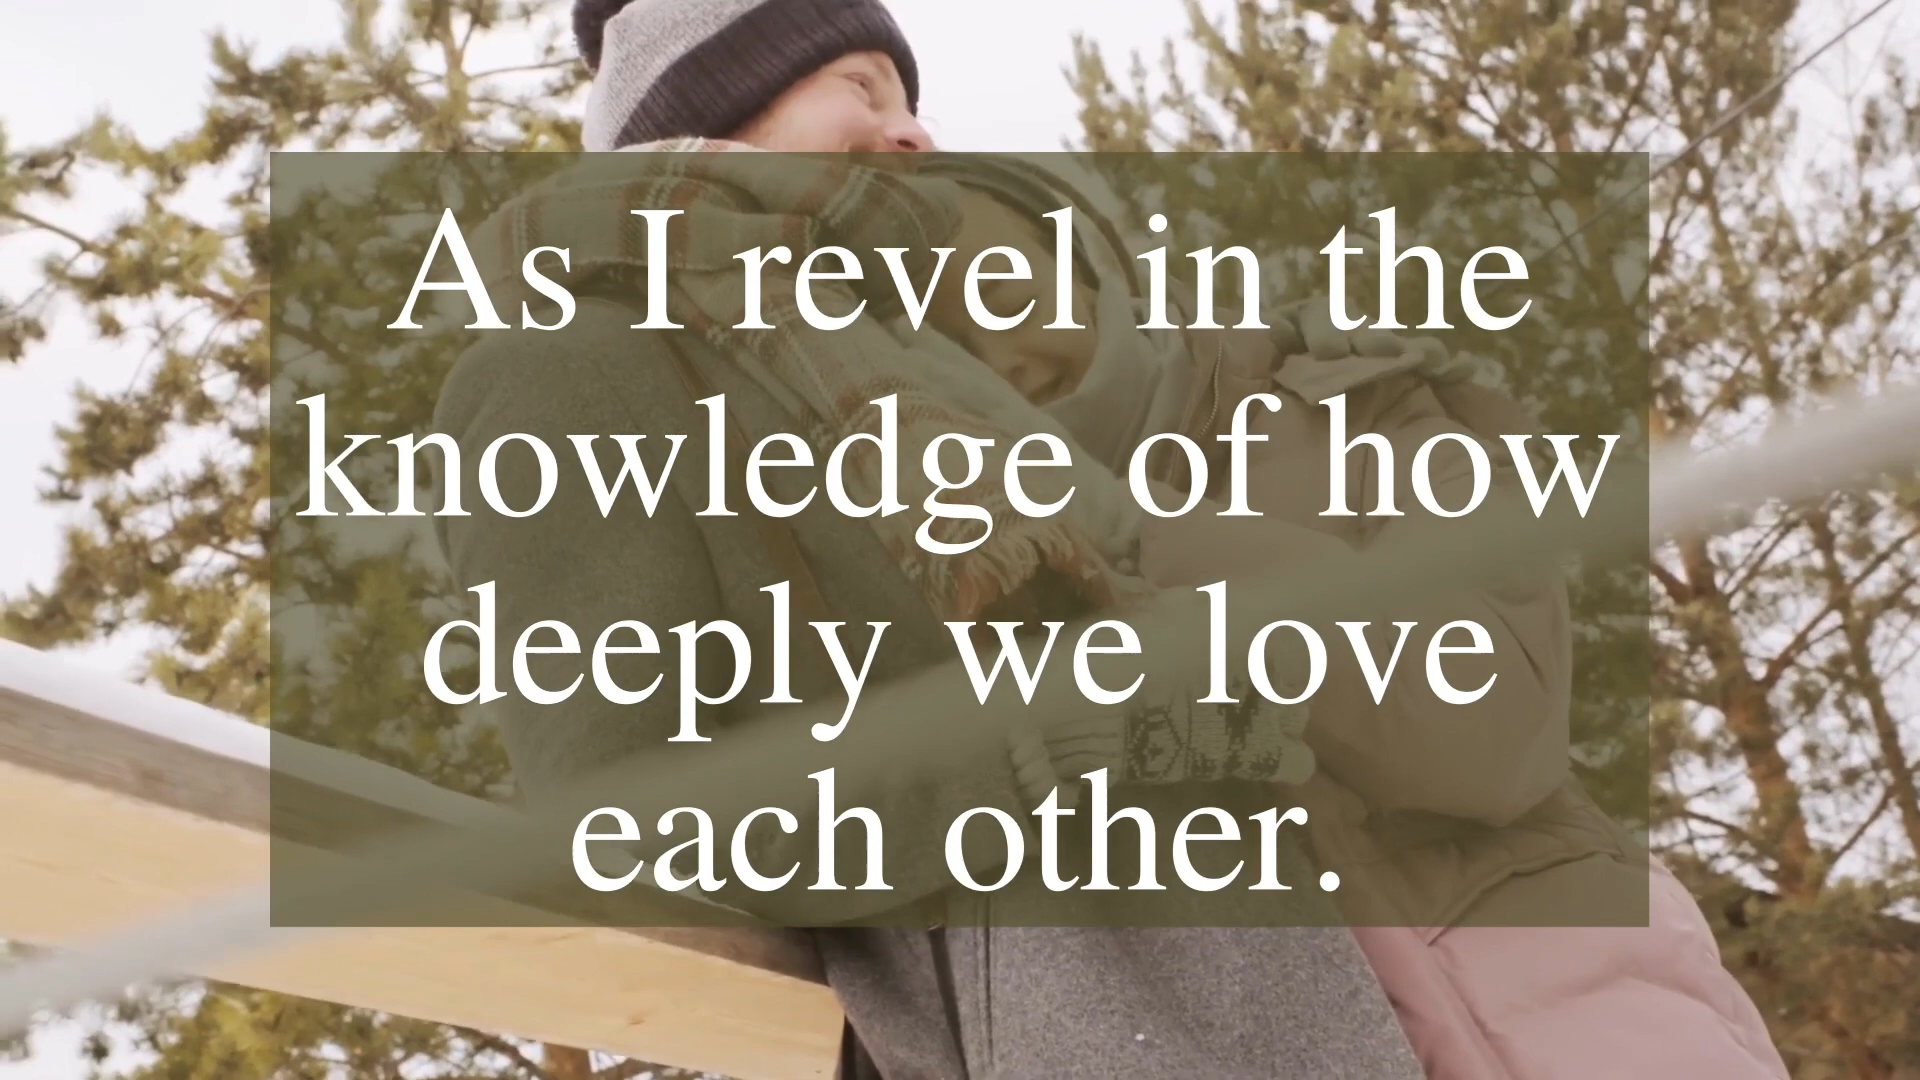 As I revel in the
knowledge of how
deeply we love
each other.